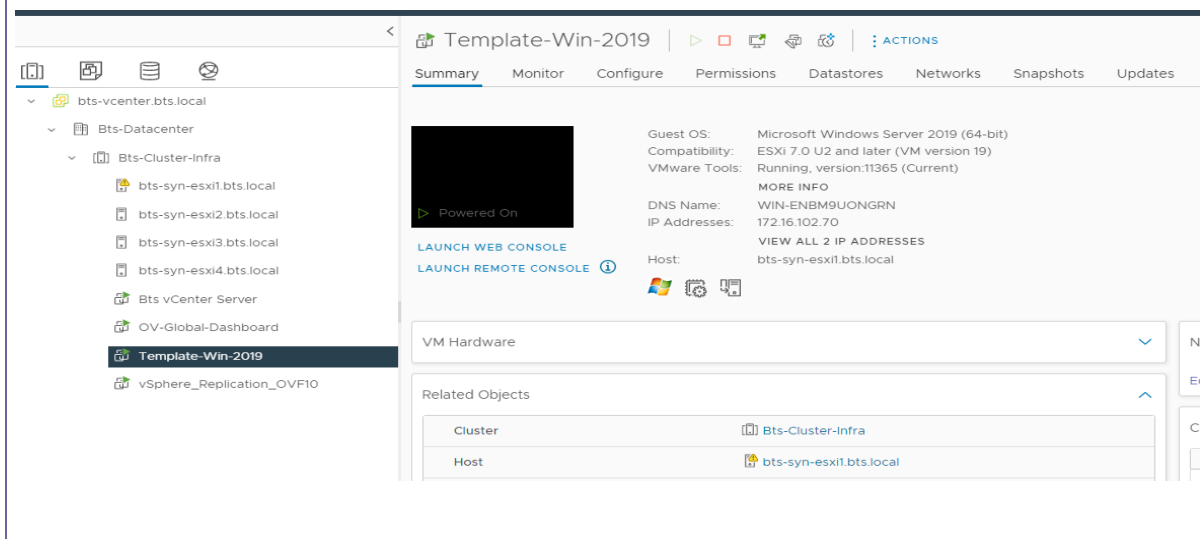 Template-Win-2019
ACTIONS
Summary Monitor Configure Permissions Datastores Networks Snapshots Updates
bts-vcenter.bts.local
Bts-Datacenter
Bts-Cluster-Infra
bts-syn-esxi1.bts.local
bts-syn-esxi2.bts.local
bts-syn-esxi3.bts.local
bts-syn-esxi4.bts.local
Bts vCenter Server
OV-Global-Dashboard
Template-Win-2019
vSphere_Replication_OVF10
Powered On
LAUNCH WEB CONSOLE
LAUNCH REMOTE CONSOLE
Guest OS: Microsoft Windows Server 2019 (64-bit)
Compatibility: ESXi 7.0 U2 and later (VM version 19)
VMware Tools: Running, version:11365 (Current)
MORE INFO
DNS Name: WIN-ENBM9UONGRN
IP Addresses: 172.16.102.70
VIEW ALL 2 IP ADDRESSES
Host: bts-syn-esxi1.bts.local
VM Hardware
Related Objects
Cluster Bts-Cluster-Infra
Host bts-syn-esxi1.bts.local